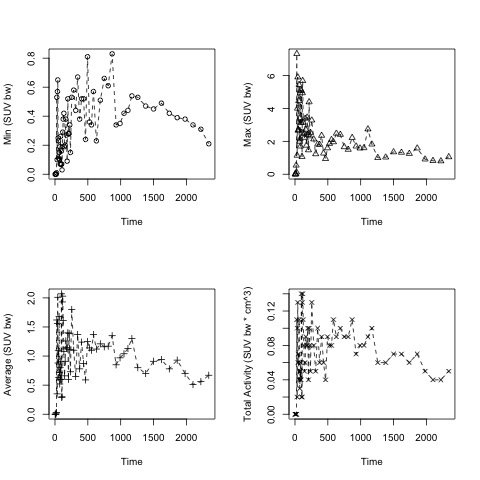 Min (SUV bw)
0.0 0.2 0.4 0.6 0.8
0 500 1000 1500 2000
Time
Max (SUV bw)
0 2 4 6
0 500 1000 1500 2000
Time
Average (SUV bw)
0.0 0.5 1.0 1.5 2.0
0 500 1000 1500 2000
Time
Total Activity (SUV bw * cm^3)
0.00 0.04 0.08 0.12
0 500 1000 1500 2000
Time